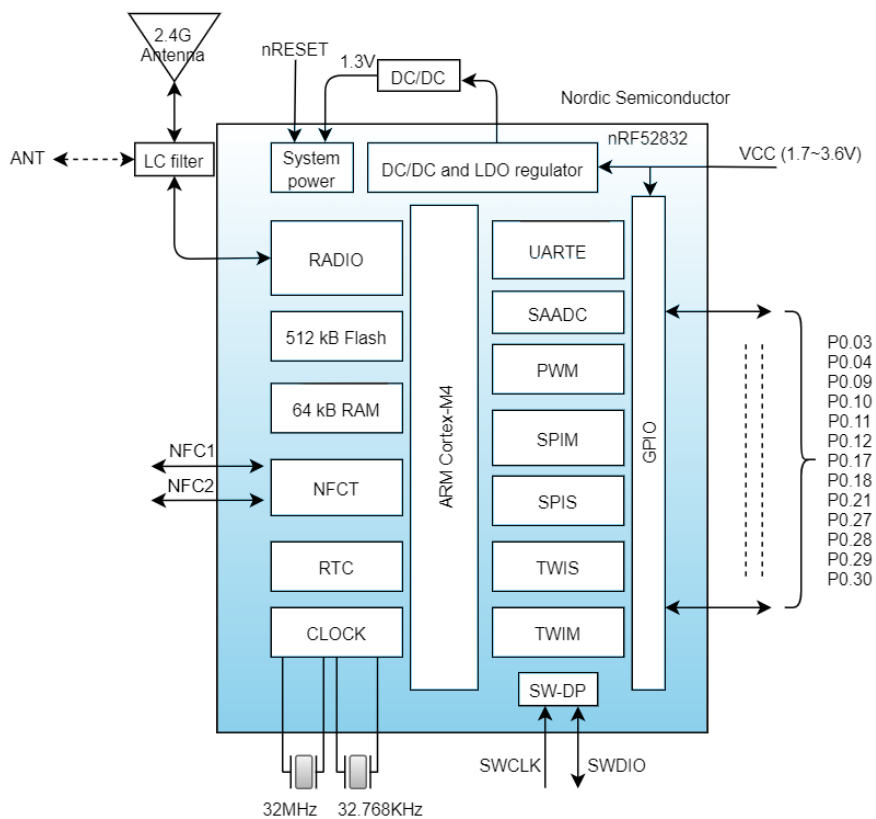 2.4G
Antenna
nRESET
1.3V
DC/DC
Nordic Semiconductor
nRF52832
ANT
LC filter
System
power
DC/DC and LDO regulator
VCC (1.7~3.6V)
RADIO
512 kB Flash
64 kB RAM
NFC1
NFC2
NFCT
RTC
CLOCK
ARM Cortex-M4
UARTE
SAADC
PWM
SPIM
SPIS
TWIS
TWIM
SW-DP
GPIO
P0.03
P0.04
P0.09
P0.10
P0.11
P0.12
P0.17
P0.18
P0.21
P0.27
P0.28
P0.29
P0.30
SWCLK
SWDIO
32MHz
32.768KHz